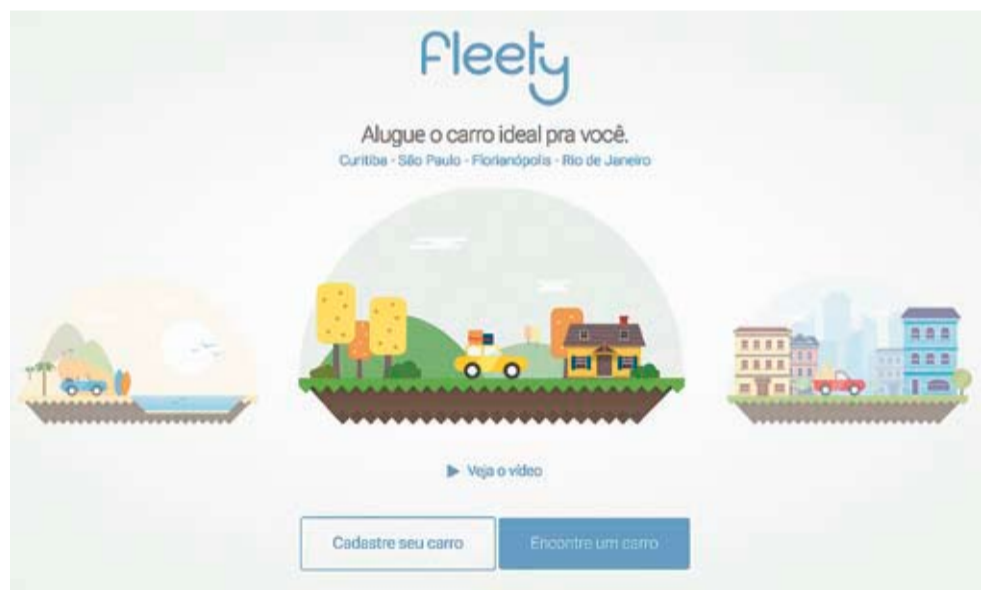 fleety
Alugue o carro ideal pra você.
Curitiba - São Paulo - Florianópolis - Rio de Janeiro
Veja o vídeo
Cadastre seu carro
Encontre um carro